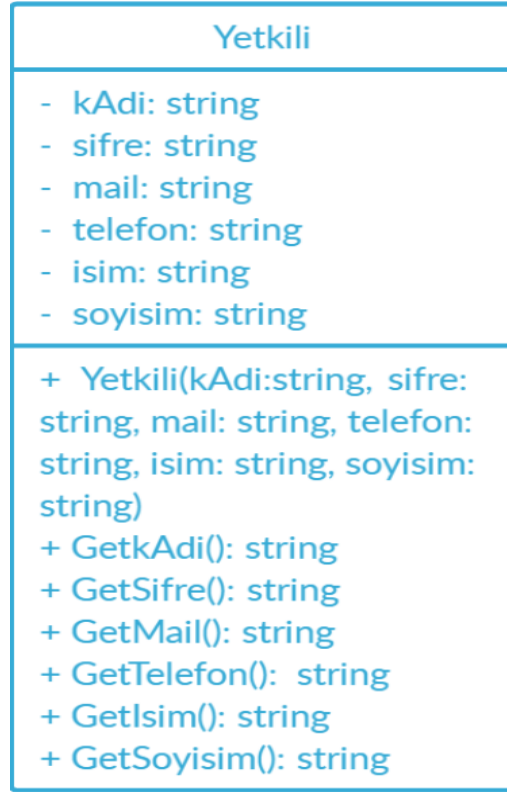 Yetkili
- kAdi: string
- sifre: string
- mail: string
- telefon: string
- isim: string
- soyisim: string
+ Yetkili(kAdi:string, sifre:
string, mail: string, telefon:
string, isim: string, soyisim:
string)
+ GetkAdi(): string
+ GetSifre(): string
+ GetMail(): string
+ GetTelefon(): string
+ GetIsim(): string
+ GetSoyisim(): string